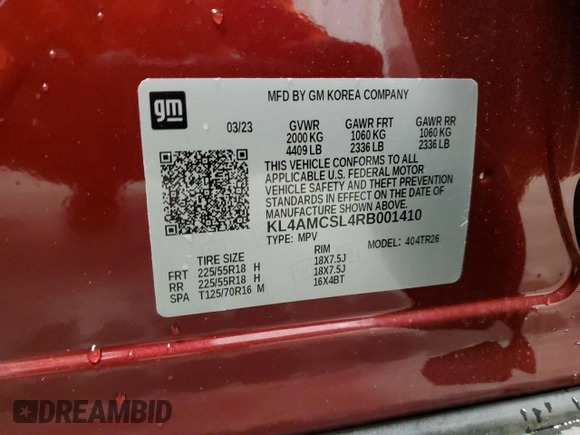 gm
MFD BY GM KOREA COMPANY
03/23 GVWR GAWR FRT GAWR RR
2000 KG 1060 KG 1060 KG
4409 LB 2336 LB 2336 LB
THIS VEHICLE CONFORMS TO ALL
APPLICABLE U.S. FEDERAL MOTOR
VEHICLE SAFETY AND THEFT PREVENTION
STANDARDS IN EFFECT ON THE DATE OF
MANUFACTURE SHOWN ABOVE.
KL4AMCSL4RB001410
TYPE: MPV MODEL: 404TR26
TIRE SIZE RIM
FRT 225/55R18 H 18X7.5J
RR 225/55R18 H 18X7.5J
SPA T125/70R16 M 16X4BT
DREAMBID